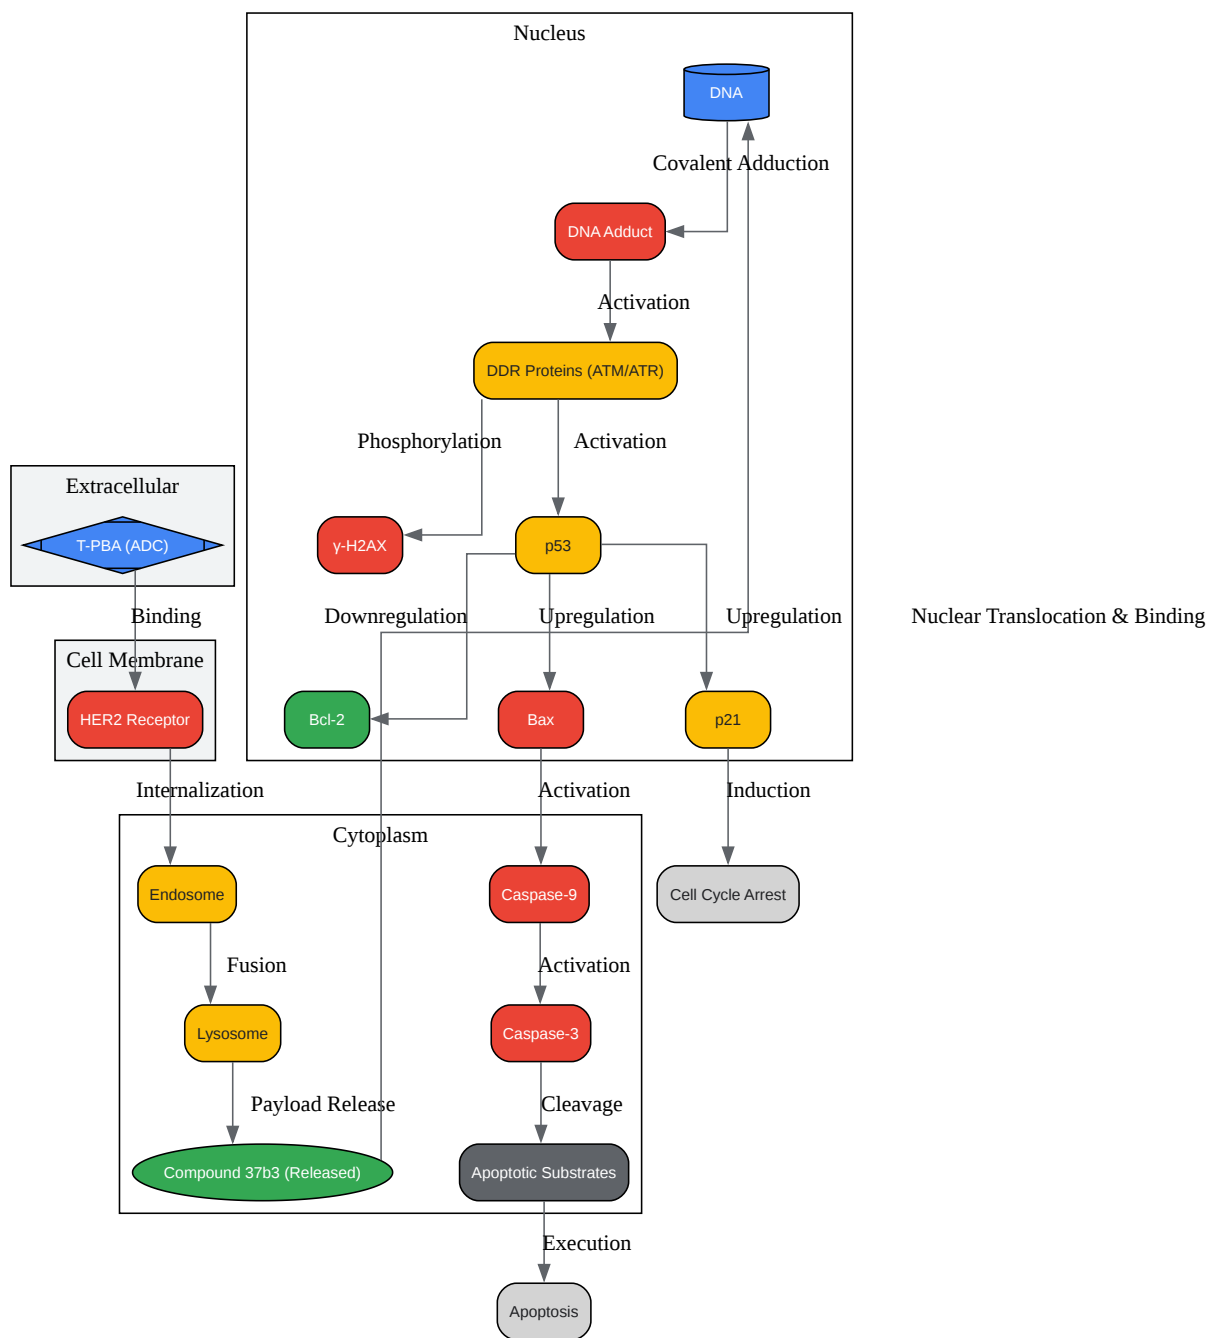 Nucleus
DNA
Covalent Adduction
DNA Adduct
Activation
DDR Proteins (ATM/ATR)
Phosphorylation
Activation
Extracellular
T-PBA (ADC)
γ-H2AX
p53
Binding
Downregulation
Upregulation
Upregulation
Nuclear Translocation & Binding
Cell Membrane
HER2 Receptor
Bcl-2
Bax
p21
Internalization
Activation
Induction
Cytoplasm
Endosome
Caspase-9
Cell Cycle Arrest
Fusion
Activation
Lysosome
Caspase-3
Payload Release
Cleavage
Compound 37b3 (Released)
Apoptotic Substrates
Execution
Apoptosis